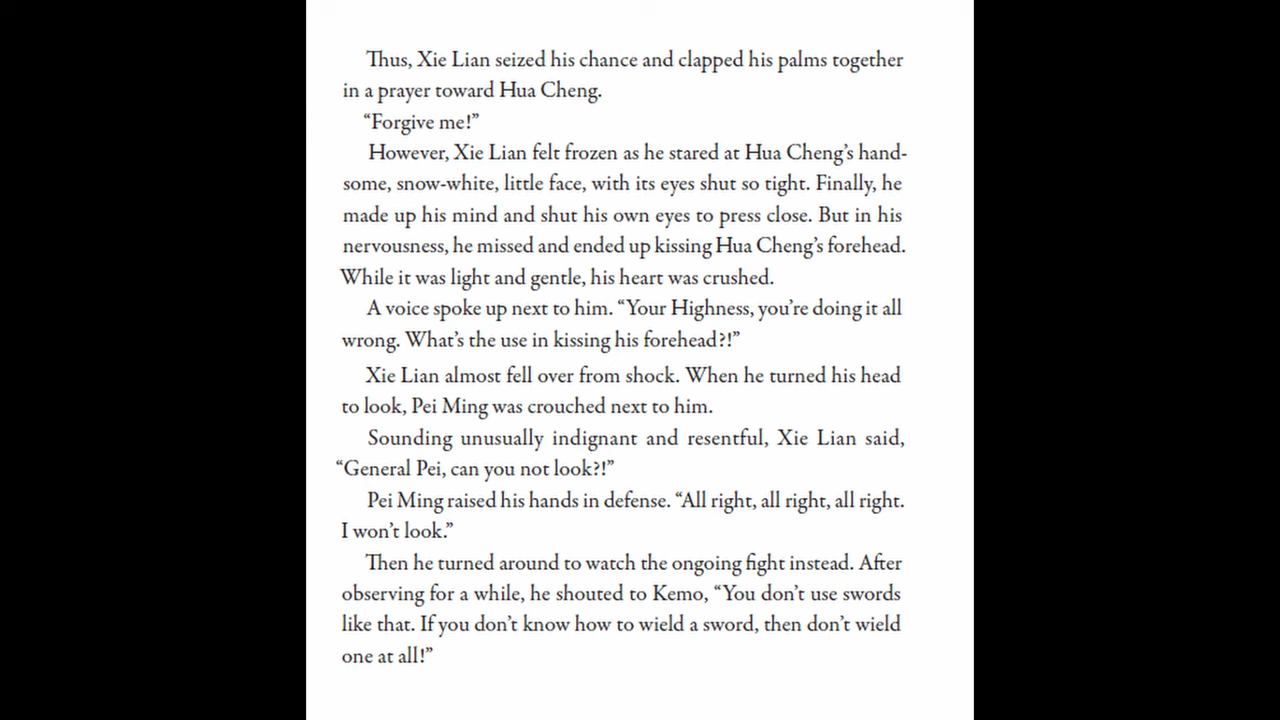 Thus, Xie Lian seized his chance and clapped his palms together
in a prayer toward Hua Cheng.
“Forgive me!”
However, Xie Lian felt frozen as he stared at Hua Cheng’s hand-
some, snow-white, little face, with its eyes shut so tight. Finally, he
made up his mind and shut his own eyes to press close. But in his
nervousness, he missed and ended up kissing Hua Cheng’s forehead.
While it was light and gentle, his heart was crushed.
A voice spoke up next to him. “Your Highness, you’re doing it all
wrong. What’s the use in kissing his forehead?!”
Xie Lian almost fell over from shock. When he turned his head
to look, Pei Ming was crouched next to him.
Sounding unusually indignant and resentful, Xie Lian said,
“General Pei, can you not look?!”
Pei Ming raised his hands in defense. “All right, all right, all right.
I won’t look.”
Then he turned around to watch the ongoing fight instead. After
observing for a while, he shouted to Kemo, “You don’t use swords
like that. If you don’t know how to wield a sword, then don’t wield
one at all!”